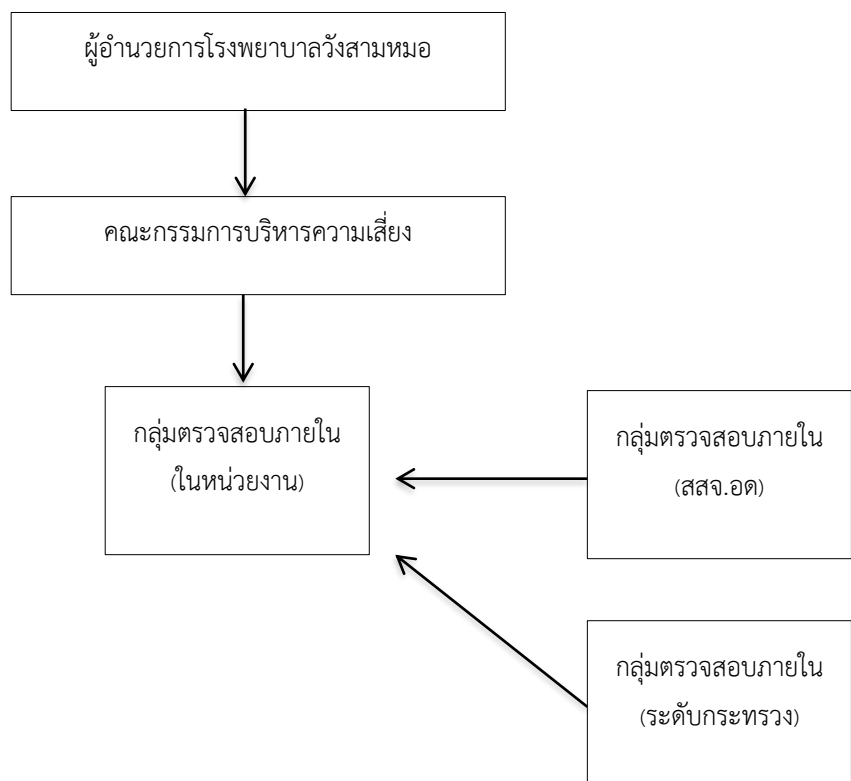 ผู้อำนวยการโรงพยาบาลวังสามหมอ
คณะกรรมการบริหารความเสี่ยง
กลุ่มตรวจสอบภายใน
(ในหน่วยงาน)
กลุ่มตรวจสอบภายใน
(สสจ.อด)
กลุ่มตรวจสอบภายใน
(ระดับกระทรวง)